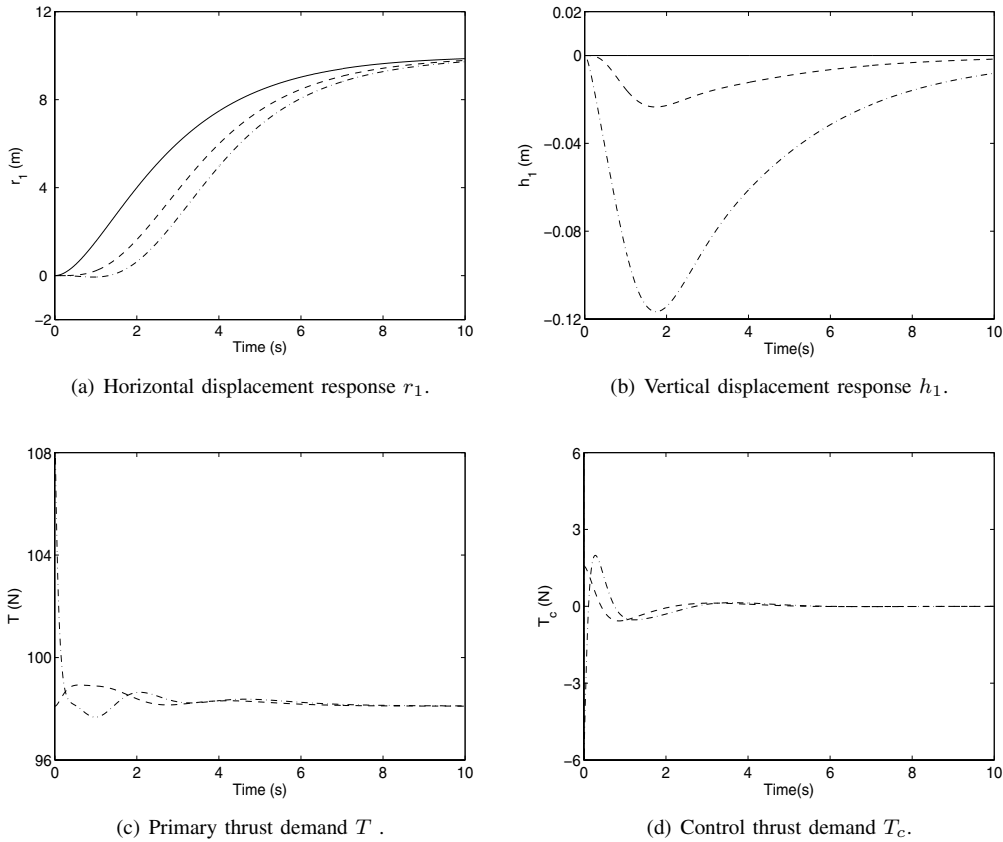 12
8
4
0
−2
0 2 4 6 8 10
r1 (m)
Time (s)
(a) Horizontal displacement response r1.
0.02
0
−0.04
−0.08
−0.12
0 2 4 6 8 10
h1 (m)
Time(s)
(b) Vertical displacement response h1.
108
104
100
96
0 2 4 6 8 10
T (N)
Time (s)
(c) Primary thrust demand T .
6
3
0
−3
−6
0 2 4 6 8 10
Tc (N)
Time(s)
(d) Control thrust demand Tc.